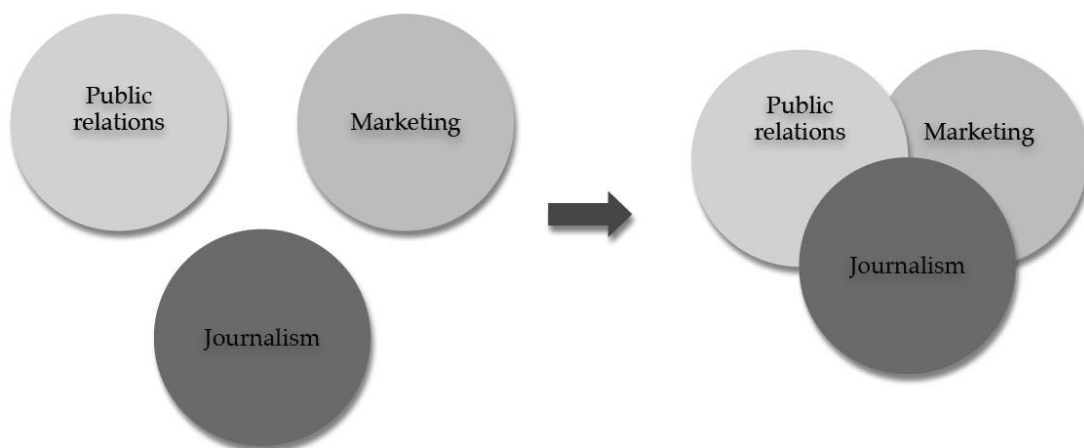 Public
relations
Marketing
Journalism
Public
relations
Marketing
Journalism